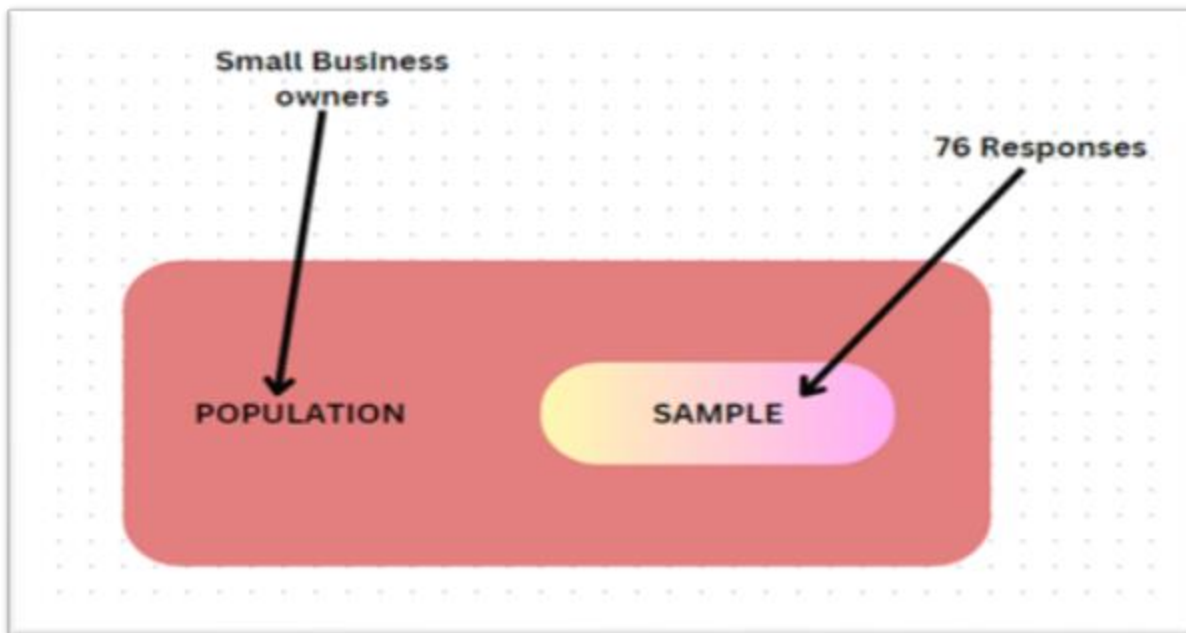 Small Business
owners
76 Responses
POPULATION
SAMPLE